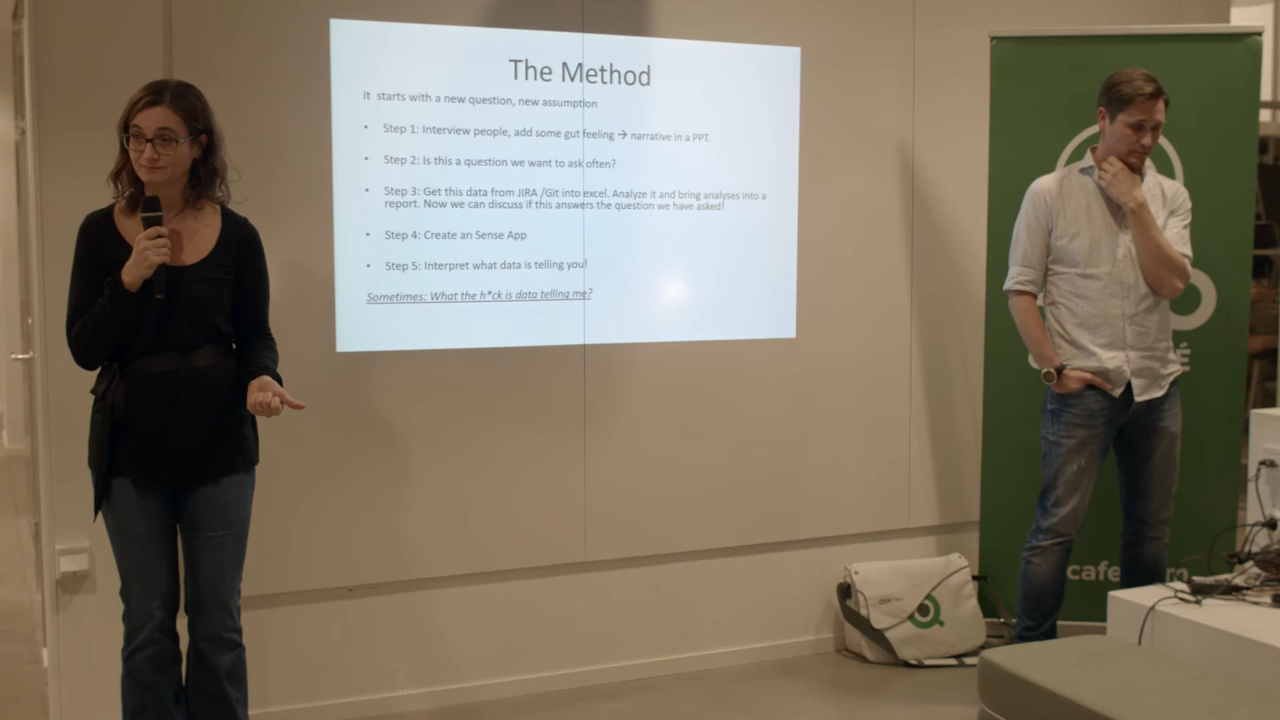 The Method
It starts with a new question, new assumption
• Step 1: Interview people, add some gut feeling → narrative in a PPT.
• Step 2: Is this a question we want to ask often?
• Step 3: Get this data from JIRA /Git into excel. Analyze it and bring analyses into a
report. Now we can discuss if this answers the question we have asked!
• Step 4: Create an Sense App
• Step 5: Interpret what data is telling you!
Sometimes: What the h*ck is data telling me?